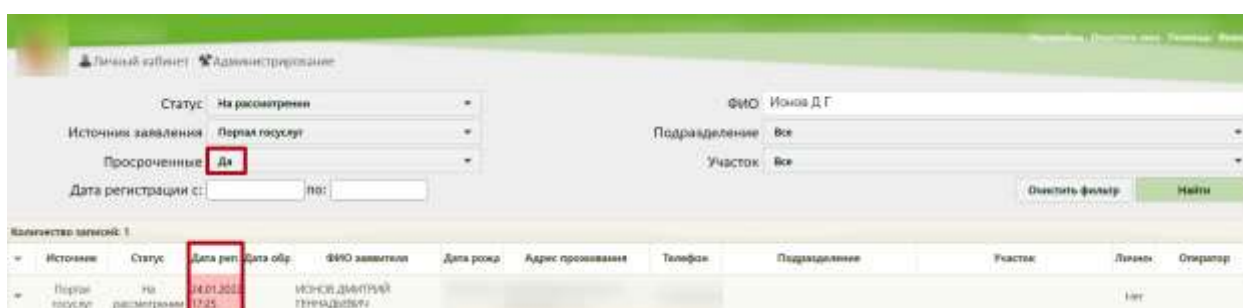 Личный кабинет Администрирование
Статус На рассмотрении ФИО Ионов Д Г
Источник заявления Портал госуслуг Подразделение Все
Просроченные Да Участок Все
Дата регистрации с: по: Очистить фильтр Найти
Количество записей: 1
Источник Статус Дата рег. Дата обр. ФИО заявителя Дата рожд Адрес проживания Телефон Подразделение Участок Личное Оператор
Портал На 24.01.2022 ИОНОВ ДМИТРИЙ Нет
госуслуг рассмотрении 17:25 ГЕННАДЬЕВИЧ